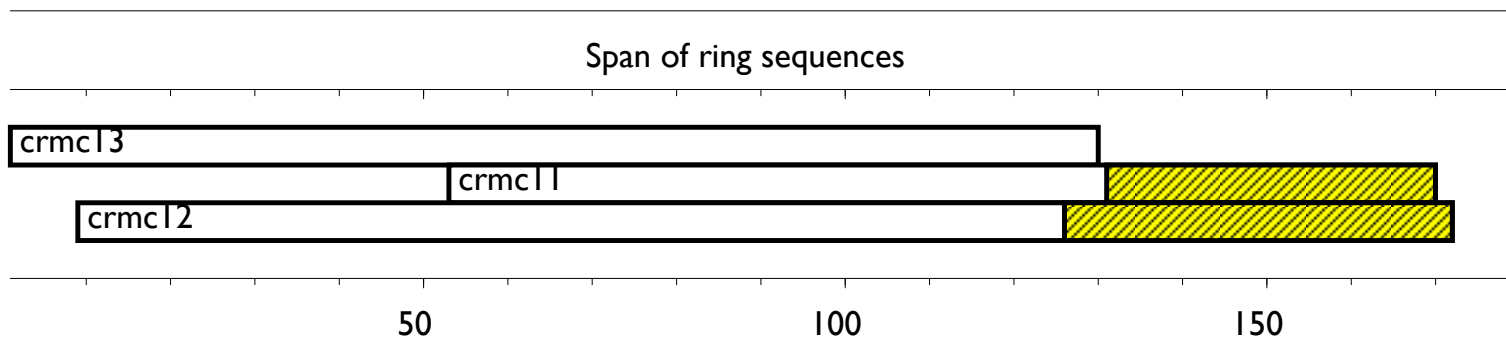 Span of ring sequences
crmc13
crmc11
crmc12
50 100 150